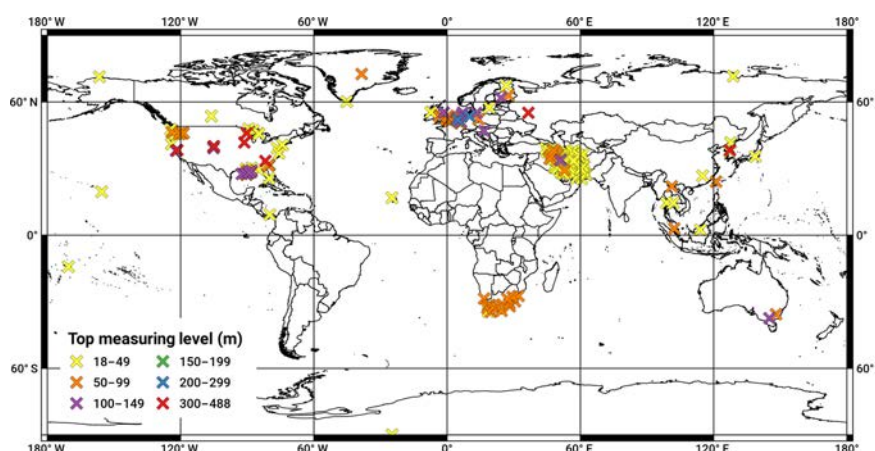 180° W 120° W 60° W 0° 60° E 120° E 180°
60° N 60° N
0° 0°
Top measuring level (m)
18–49 150–199
50–99 200–299
100–149 300–488
60° S 60° S
180° W 120° W 60° W 0° 60° E 120° E 180°